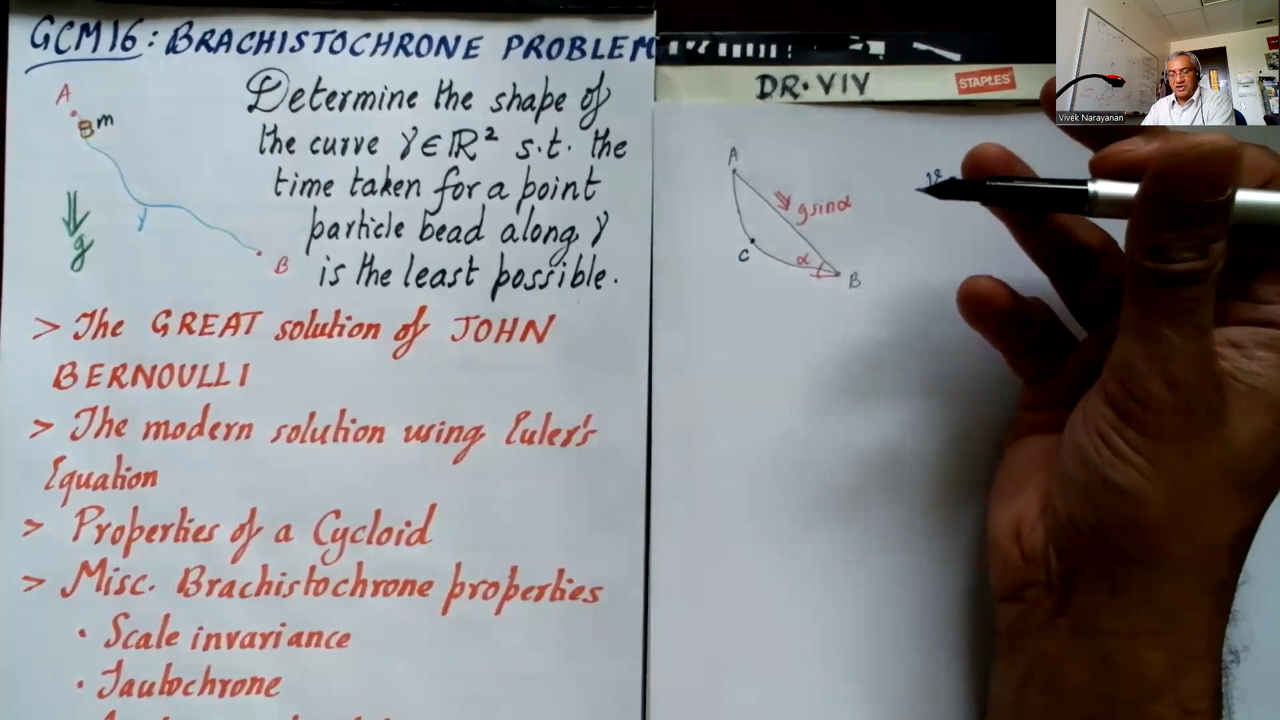 GCM16: BRACHISTOCHRONE PROBLEM
A
m
g
γ
B
Determine the shape of
the curve γ∈ℝ² s.t. the
time taken for a point
particle bead along γ
is the least possible.
> The GREAT solution of JOHN
BERNOULLI
> The modern solution using Euler's
Equation
> Properties of a Cycloid
> Misc. Brachistochrone properties
· Scale invariance
· Tautochrone
DR. VIV
STAPLES
A
g sinα
C
α
B
Vivek Narayanan